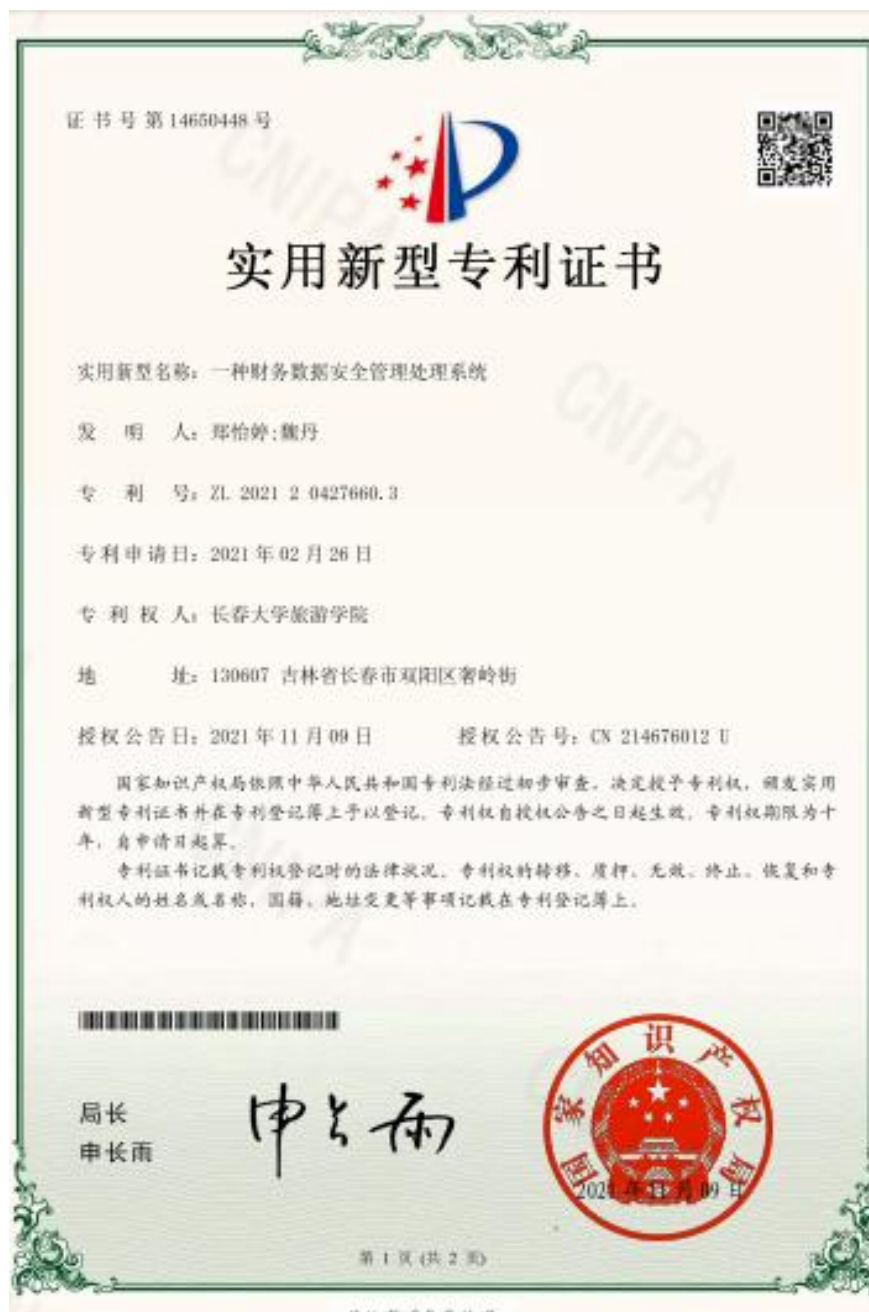 证书号第14650448号
实用新型专利证书
实用新型名称：一种财务数据安全管理处理系统
发 明 人：郑怡婷;魏丹
专 利 号：ZL 2021 2 0427660.3
专利申请日：2021年02月26日
专 利 权 人：长春大学旅游学院
地 址：130607 吉林省长春市双阳区奢岭街
授权公告日：2021年11月09日 授权公告号：CN 214676012 U
国家知识产权局依照中华人民共和国专利法经过初步审查，决定授予专利权，颁发实用
新型专利证书并在专利登记簿上予以登记。专利权自授权公告之日起生效。专利权期限为十
年，自申请日起算。
专利证书记载专利权登记时的法律状况。专利权的转移、质押、无效、终止、恢复和专
利权人的姓名或名称、国籍、地址变更等事项记载在专利登记簿上。
局长
申长雨
申长雨
国家知识产权局
2021年11月09日
第 1 页 (共 2 页)
CNIPA
CNIPA